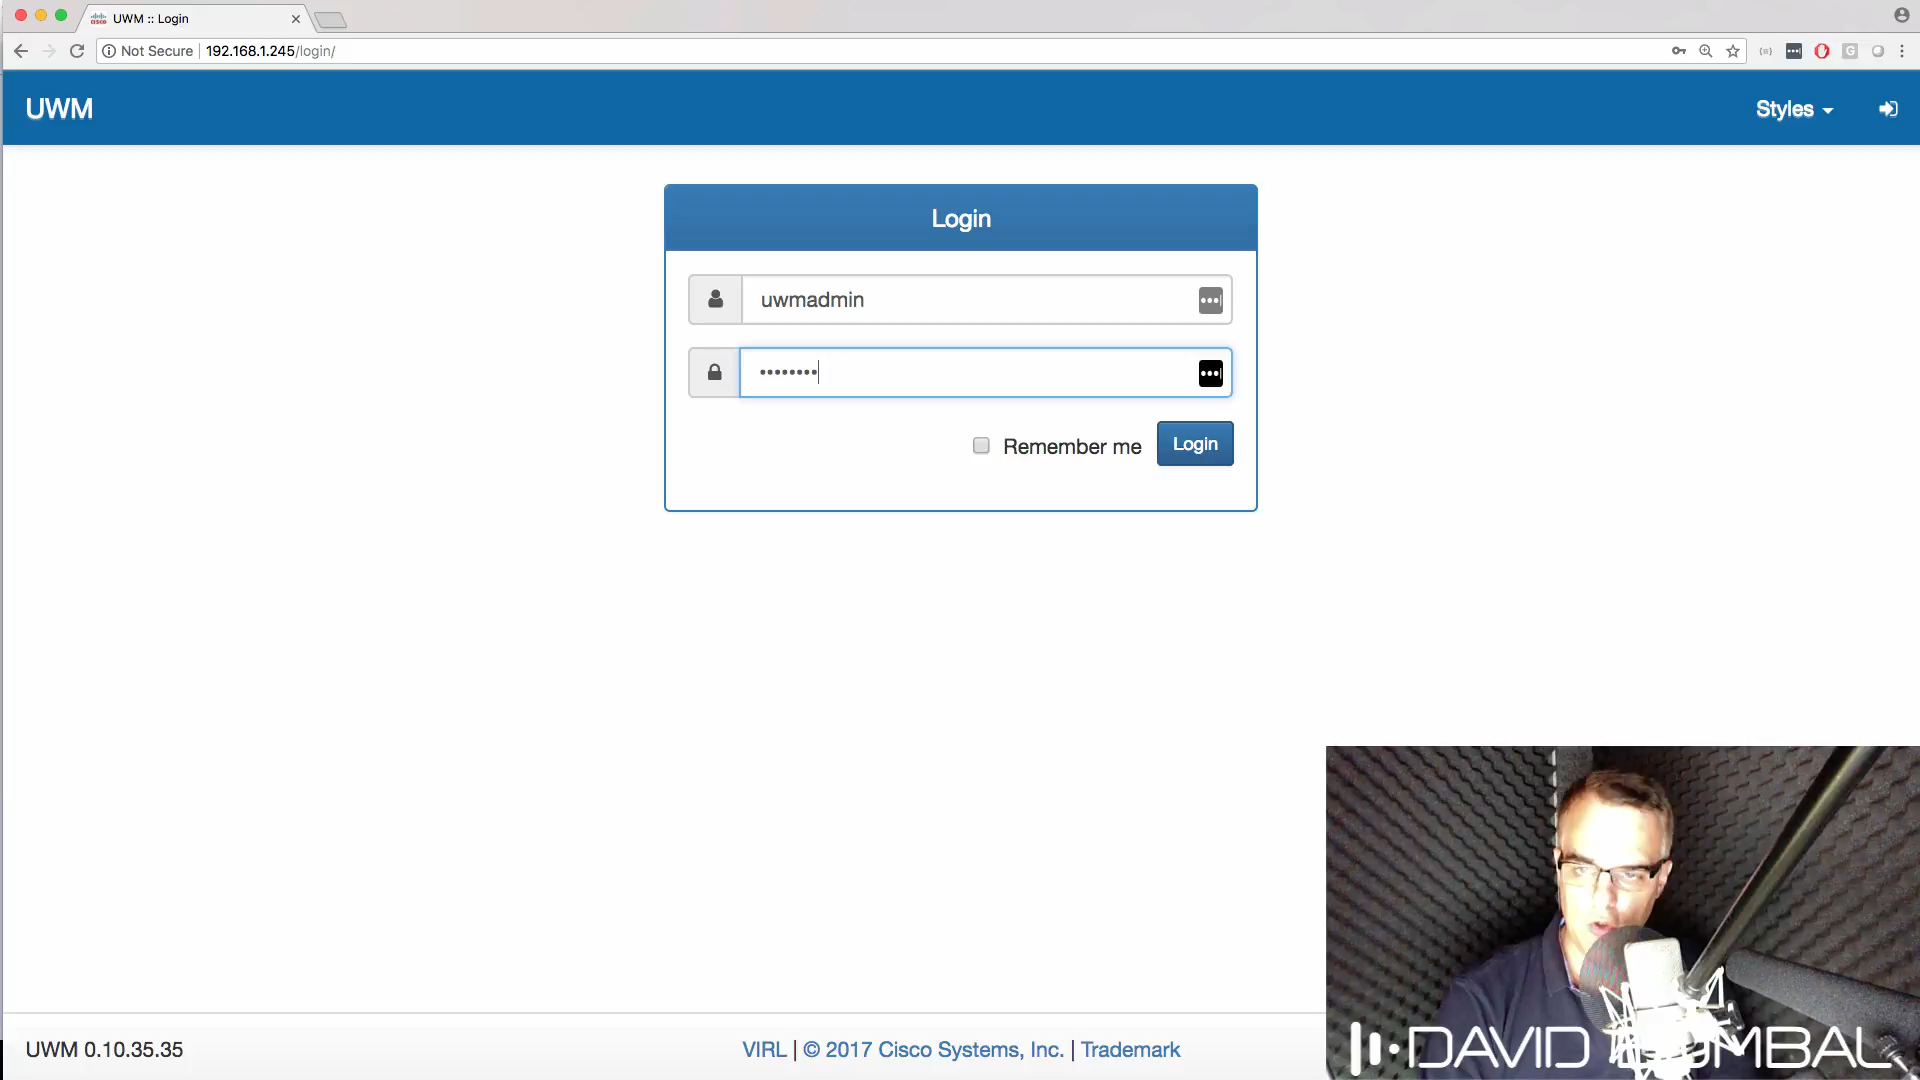 UWM :: Login
Not Secure 192.168.1.245/login/
UWM
Styles
Login
uwmadmin
Remember me
Login
UWM 0.10.35.35
VIRL | © 2017 Cisco Systems, Inc. | Trademark
DAVID